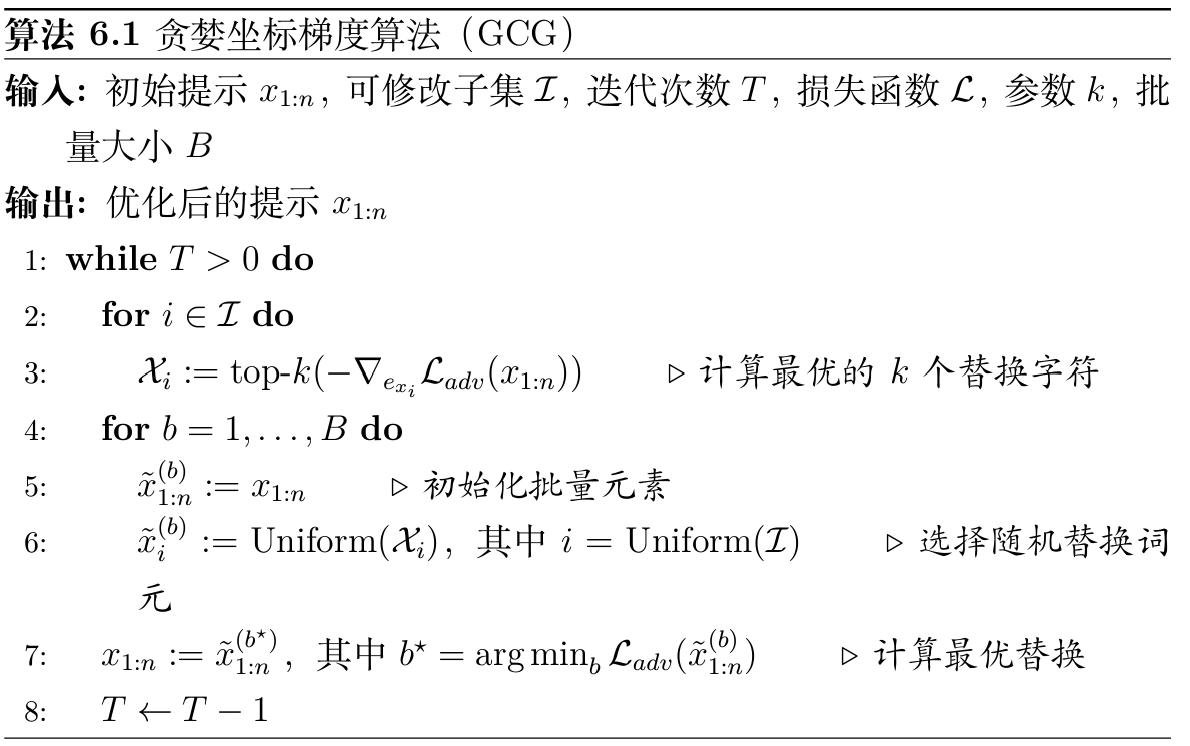 算法 6.1 贪婪坐标梯度算法（GCG）
输入: 初始提示 $x_{1:n}$, 可修改子集 $\mathcal{I}$, 迭代次数 $T$, 损失函数 $\mathcal{L}$, 参数 $k$, 批
量大小 $B$
输出: 优化后的提示 $x_{1:n}$
1: while $T > 0$ do
2: for $i \in \mathcal{I}$ do
3: $\mathcal{X}_i := \text{top-}k(-\nabla_{e_{x_i}} \mathcal{L}_{adv}(x_{1:n}))$ ▷ 计算最优的 $k$ 个替换字符
4: for $b = 1, \ldots, B$ do
5: $\tilde{x}_{1:n}^{(b)} := x_{1:n}$ ▷ 初始化批量元素
6: $\tilde{x}_i^{(b)} := \text{Uniform}(\mathcal{X}_i)$, 其中 $i = \text{Uniform}(\mathcal{I})$ ▷ 选择随机替换词
元
7: $x_{1:n} := \tilde{x}_{1:n}^{(b^\star)}$, 其中 $b^\star = \arg\min_b \mathcal{L}_{adv}(\tilde{x}_{1:n}^{(b)})$ ▷ 计算最优替换
8: $T \leftarrow T - 1$